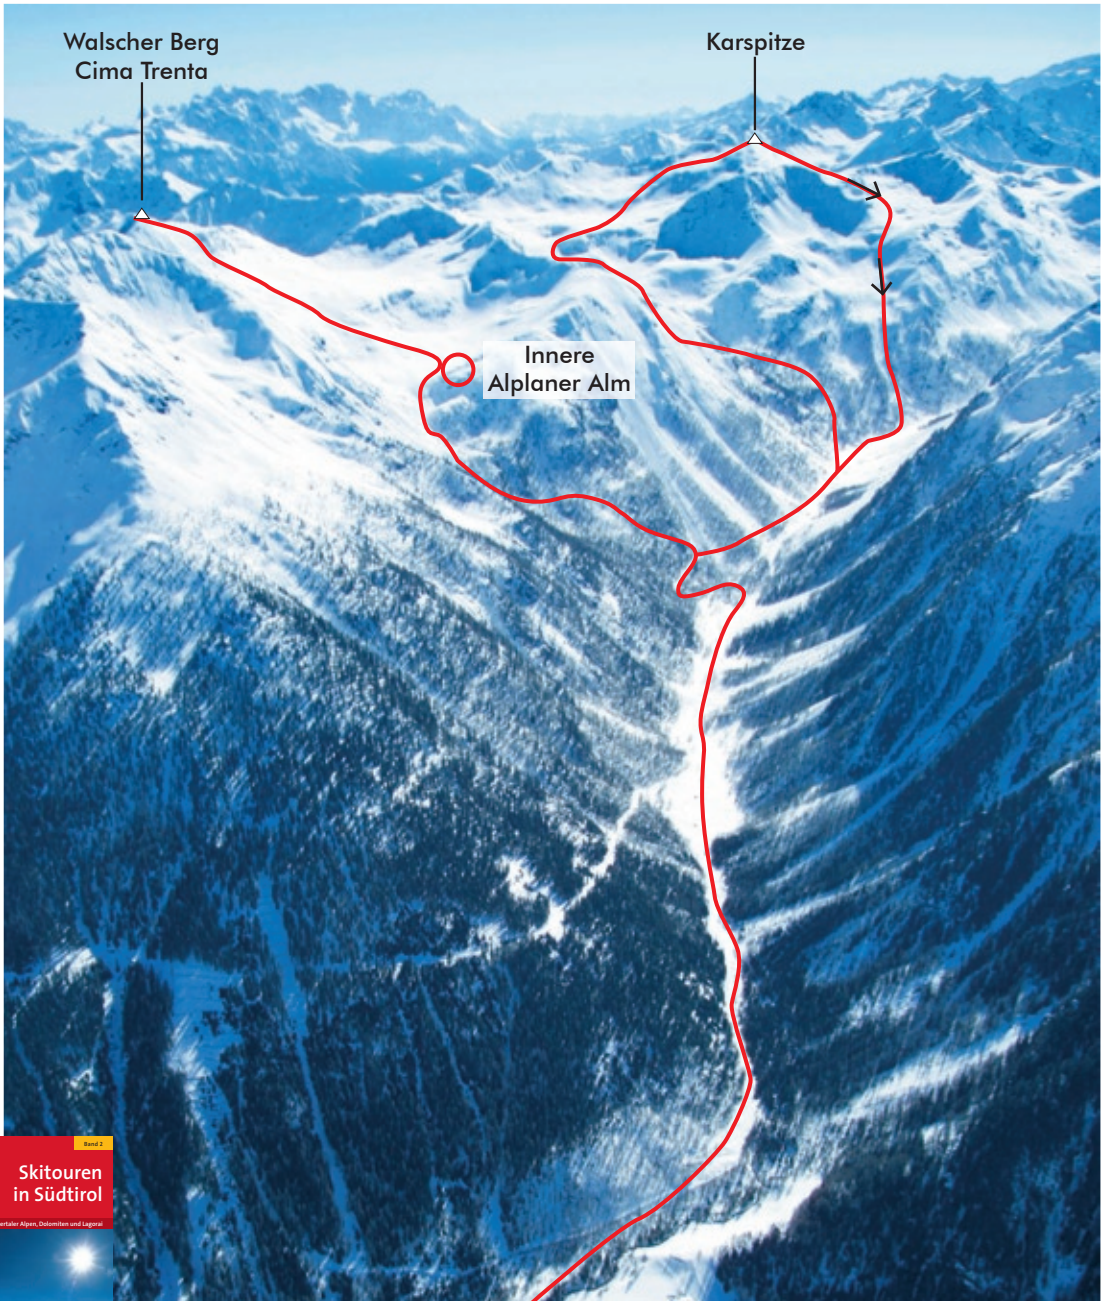 Walscher Berg
Cima Trenta
Karspitze
Innere
Alplaner Alm
Band 2
Skitouren
in Südtirol
ertaler Alpen, Dolomiten und Lagorai